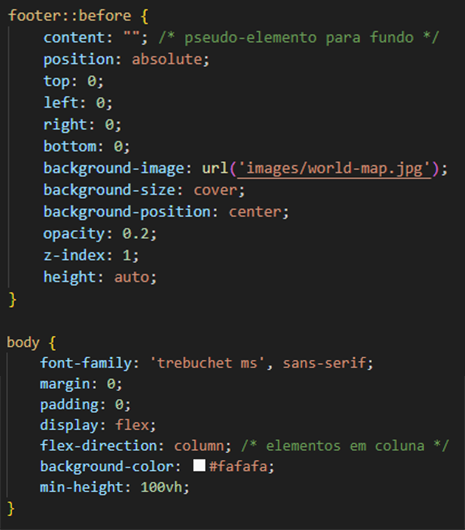 footer::before {
    content: ""; /* pseudo-elemento para fundo */
    position: absolute;
    top: 0;
    left: 0;
    right: 0;
    bottom: 0;
    background-image: url('images/world-map.jpg');
    background-size: cover;
    background-position: center;
    opacity: 0.2;
    z-index: 1;
    height: auto;
}

body {
    font-family: 'trebuchet ms', sans-serif;
    margin: 0;
    padding: 0;
    display: flex;
    flex-direction: column; /* elementos em coluna */
    background-color: #fafafa;
    min-height: 100vh;
}